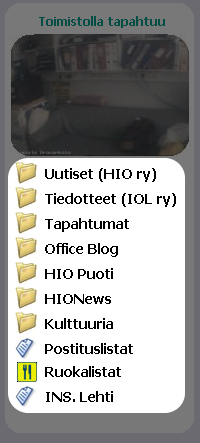 Toimistolla tapahtuu
Uutiset (HIO ry)
Tiedotteet (IOL ry)
Tapahtumat
Office Blog
HIO Puoti
HIONews
Kulttuuria
Postituslistat
Ruokalistat
INS. Lehti